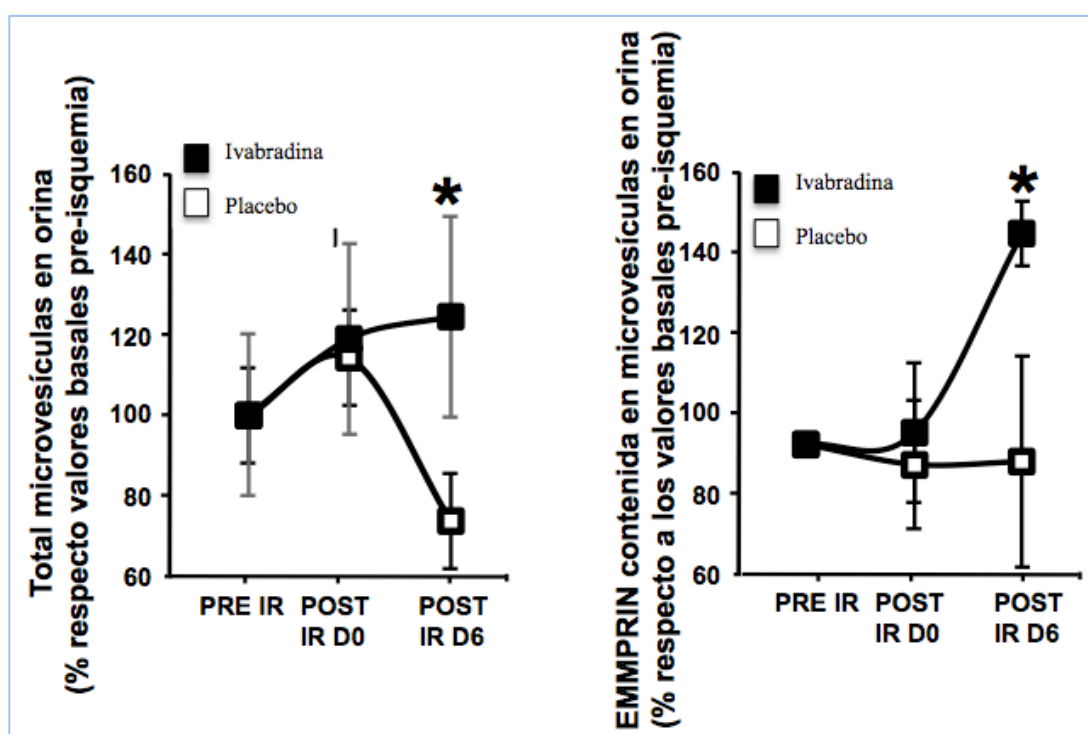 Total microvesículas en orina
(% respecto valores basales pre-isquemia)
Ivabradina
Placebo
160
140
120
100
80
60
*
PRE IR
POST
IR D0
POST
IR D6
EMMPRIN contenida en microvesículas en orina
(% respecto a los valores basales pre-isquemia)
Ivabradina
Placebo
160
140
120
100
80
60
*
PRE IR
POST
IR D0
POST
IR D6